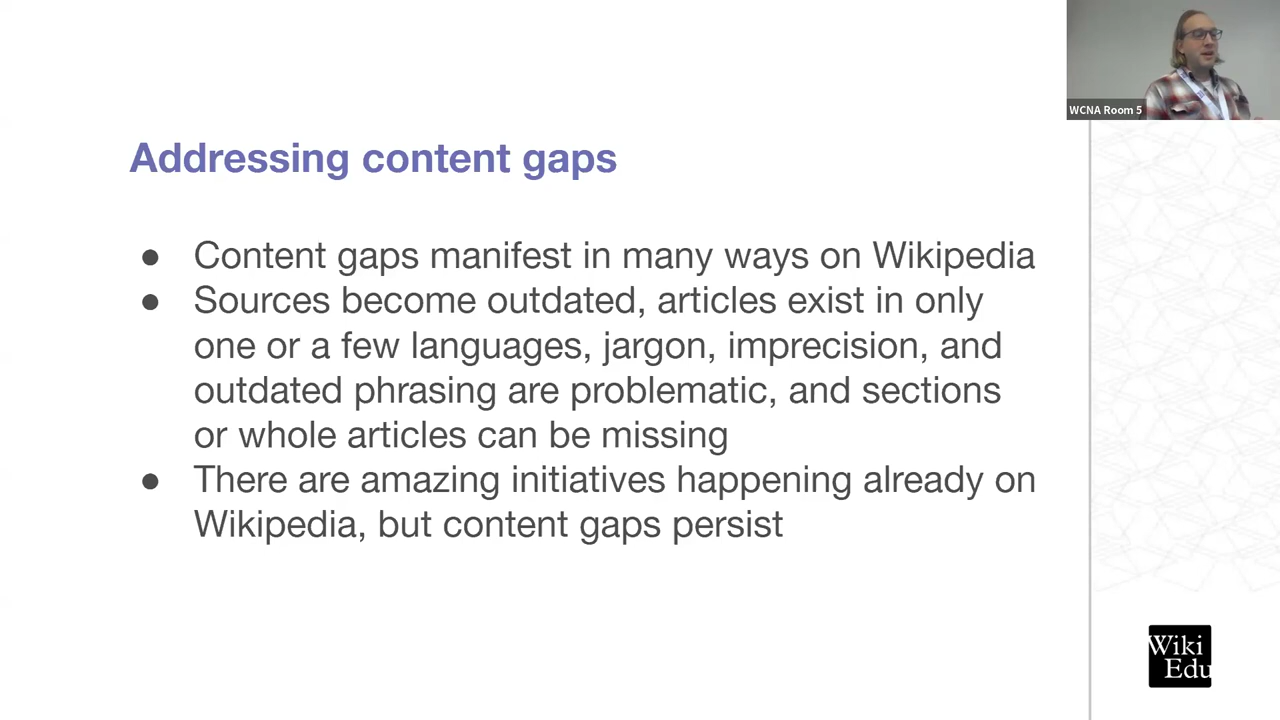 WCNA Room 5
Addressing content gaps
● Content gaps manifest in many ways on Wikipedia
● Sources become outdated, articles exist in only
one or a few languages, jargon, imprecision, and
outdated phrasing are problematic, and sections
or whole articles can be missing
● There are amazing initiatives happening already on
Wikipedia, but content gaps persist
Wiki
Edu